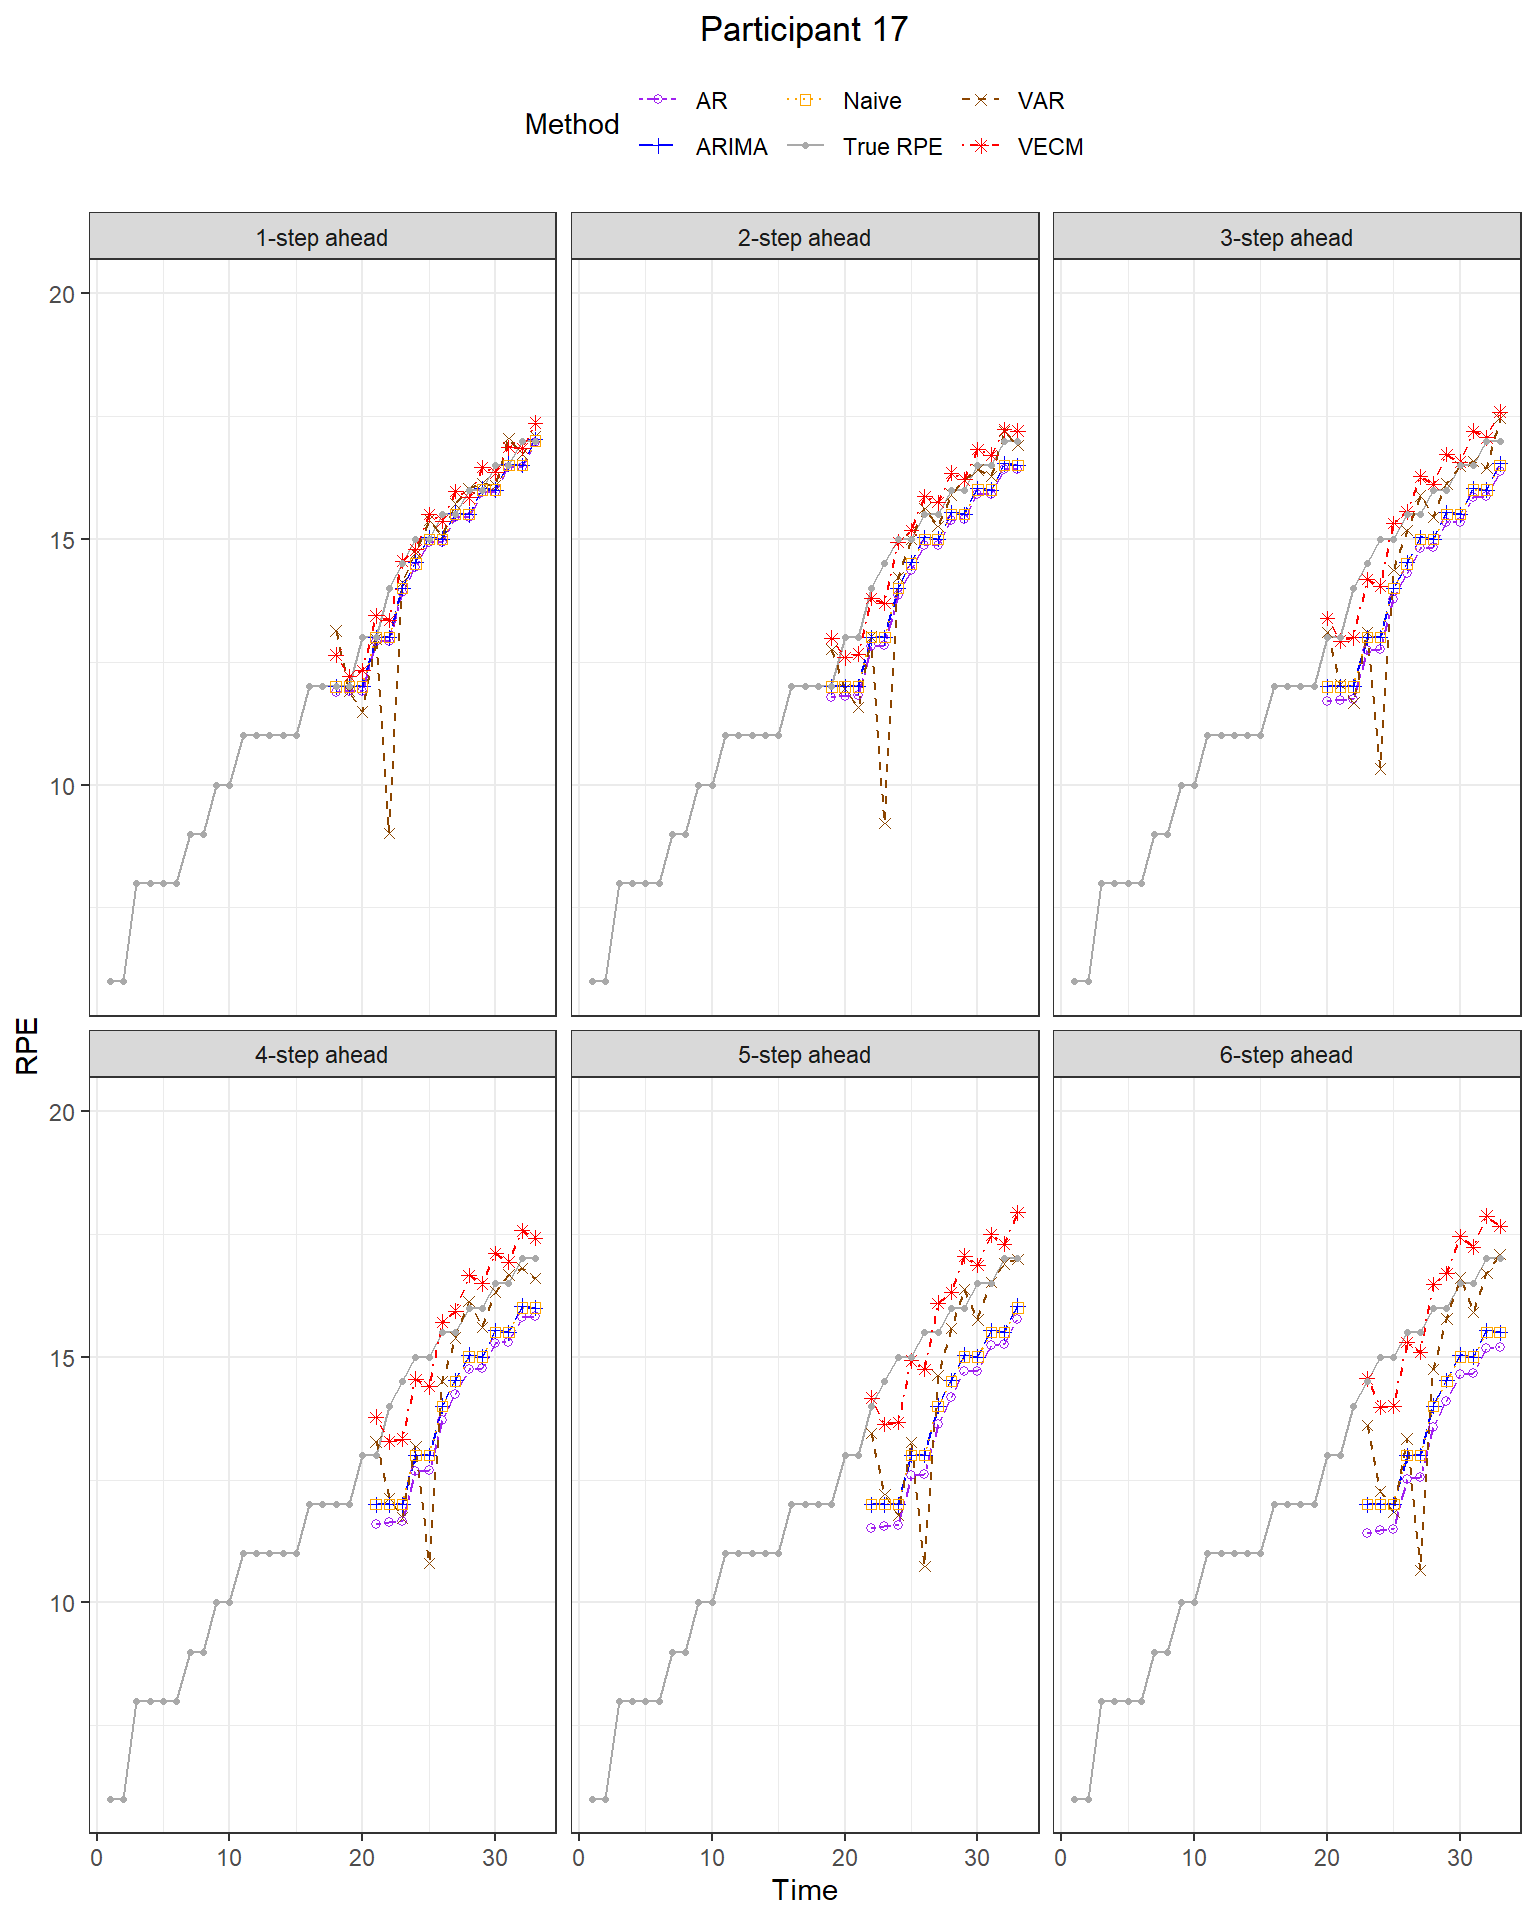 Participant 17
Method
AR
Naive
VAR
ARIMA
True RPE
VECM
1-step ahead
2-step ahead
3-step ahead
20
15
10
RPE
4-step ahead
5-step ahead
6-step ahead
20
15
10
0 10 20 30 0 10 20 30 0 10 20 30
Time